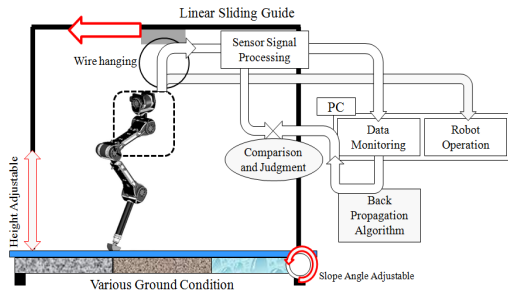 Linear Sliding Guide
Wire hanging
Sensor Signal
Processing
PC
Data
Monitoring
Robot
Operation
Comparison
and Judgment
Back
Propagation
Algorithm
Height Adjustable
Slope Angle Adjustable
Various Ground Condition